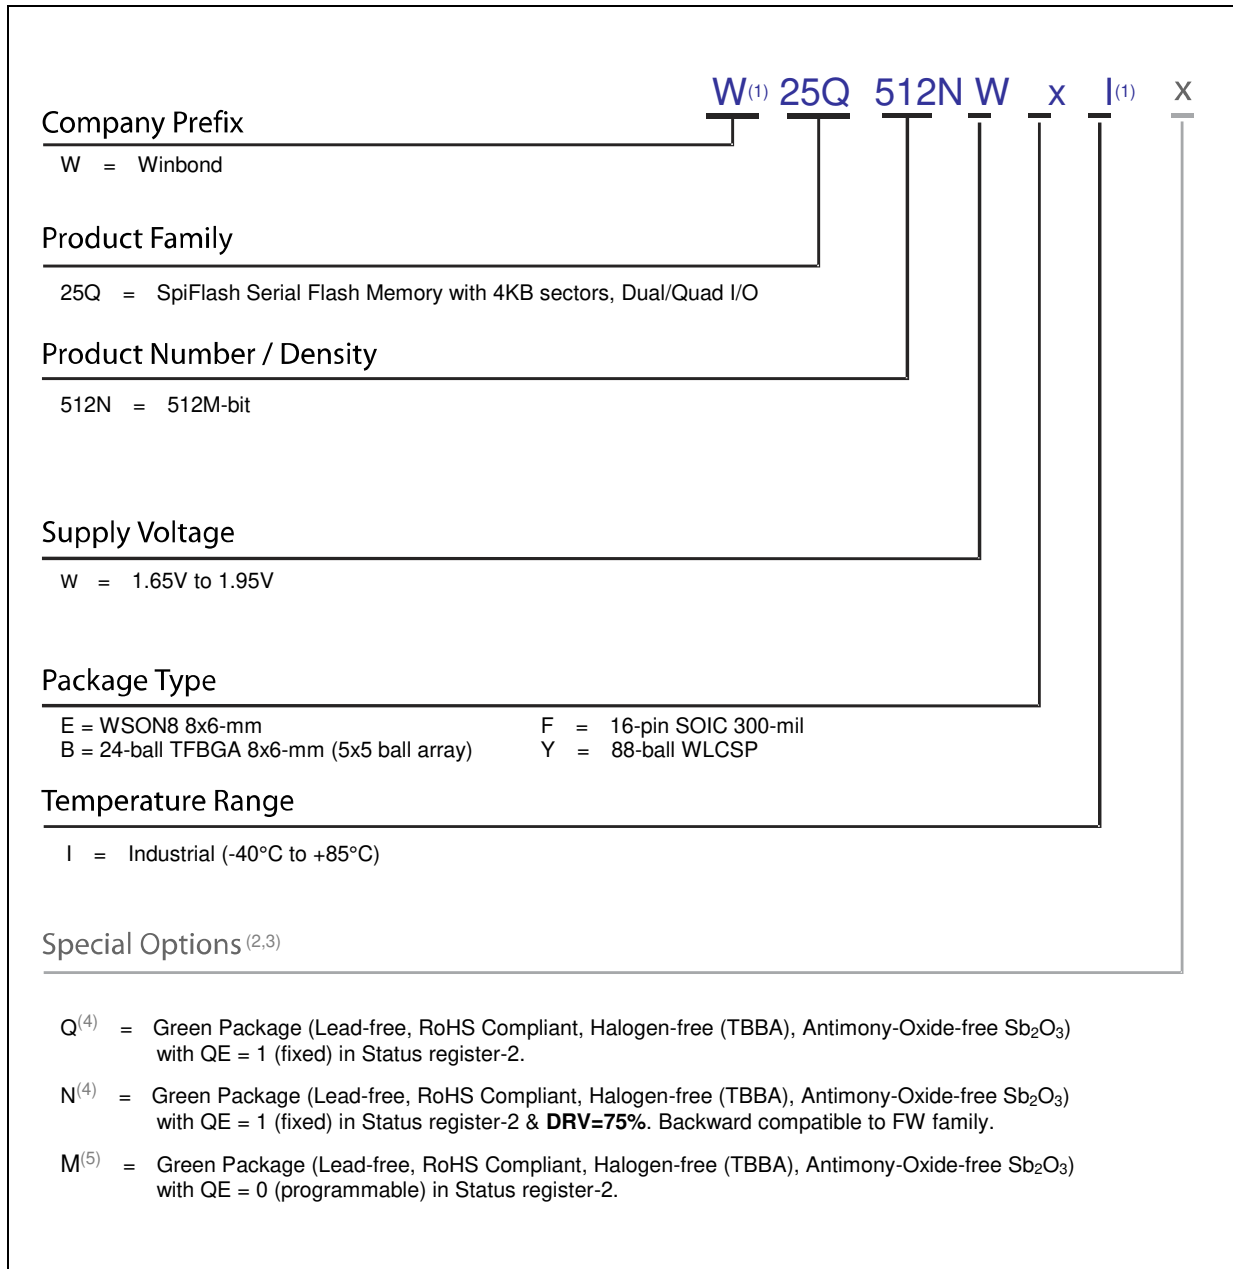 W(1) 25Q 512N W x I(1) x
Company Prefix
W = Winbond
Product Family
25Q = SpiFlash Serial Flash Memory with 4KB sectors, Dual/Quad I/O
Product Number / Density
512N = 512M-bit
Supply Voltage
W = 1.65V to 1.95V
Package Type
E = WSON8 8x6-mm F = 16-pin SOIC 300-mil
B = 24-ball TFBGA 8x6-mm (5x5 ball array) Y = 88-ball WLCSP
Temperature Range
I = Industrial (-40°C to +85°C)
Special Options (2,3)
Q(4) = Green Package (Lead-free, RoHS Compliant, Halogen-free (TBBA), Antimony-Oxide-free Sb₂O₃)
with QE = 1 (fixed) in Status register-2.
N(4) = Green Package (Lead-free, RoHS Compliant, Halogen-free (TBBA), Antimony-Oxide-free Sb₂O₃)
with QE = 1 (fixed) in Status register-2 & DRV=75%. Backward compatible to FW family.
M(5) = Green Package (Lead-free, RoHS Compliant, Halogen-free (TBBA), Antimony-Oxide-free Sb₂O₃)
with QE = 0 (programmable) in Status register-2.